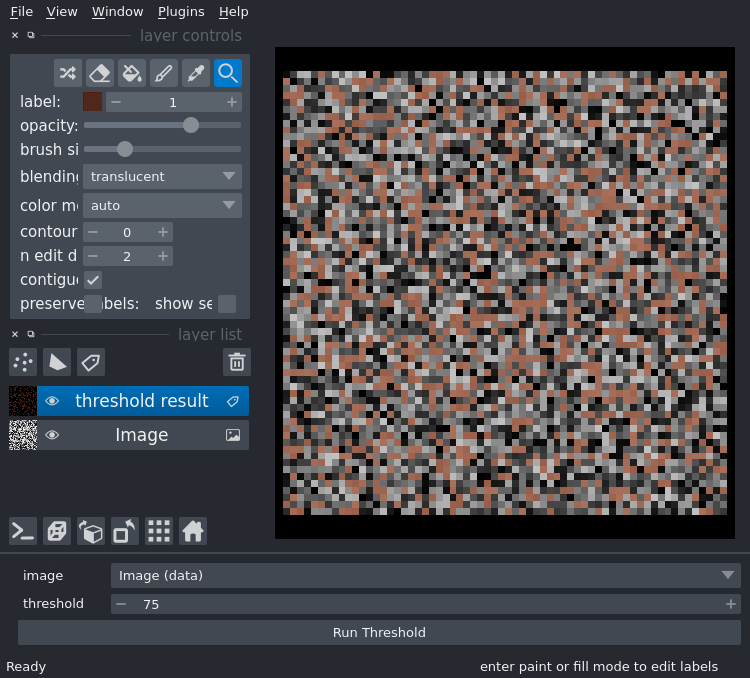 File View Window Plugins Help
layer controls
label: 1
opacity:
brush si
blending translucent
color m auto
contour 0
n edit d 2
contigu
preserve abels: show se
layer list
threshold result
Image
image Image (data)
threshold 75
Run Threshold
Ready enter paint or fill mode to edit labels